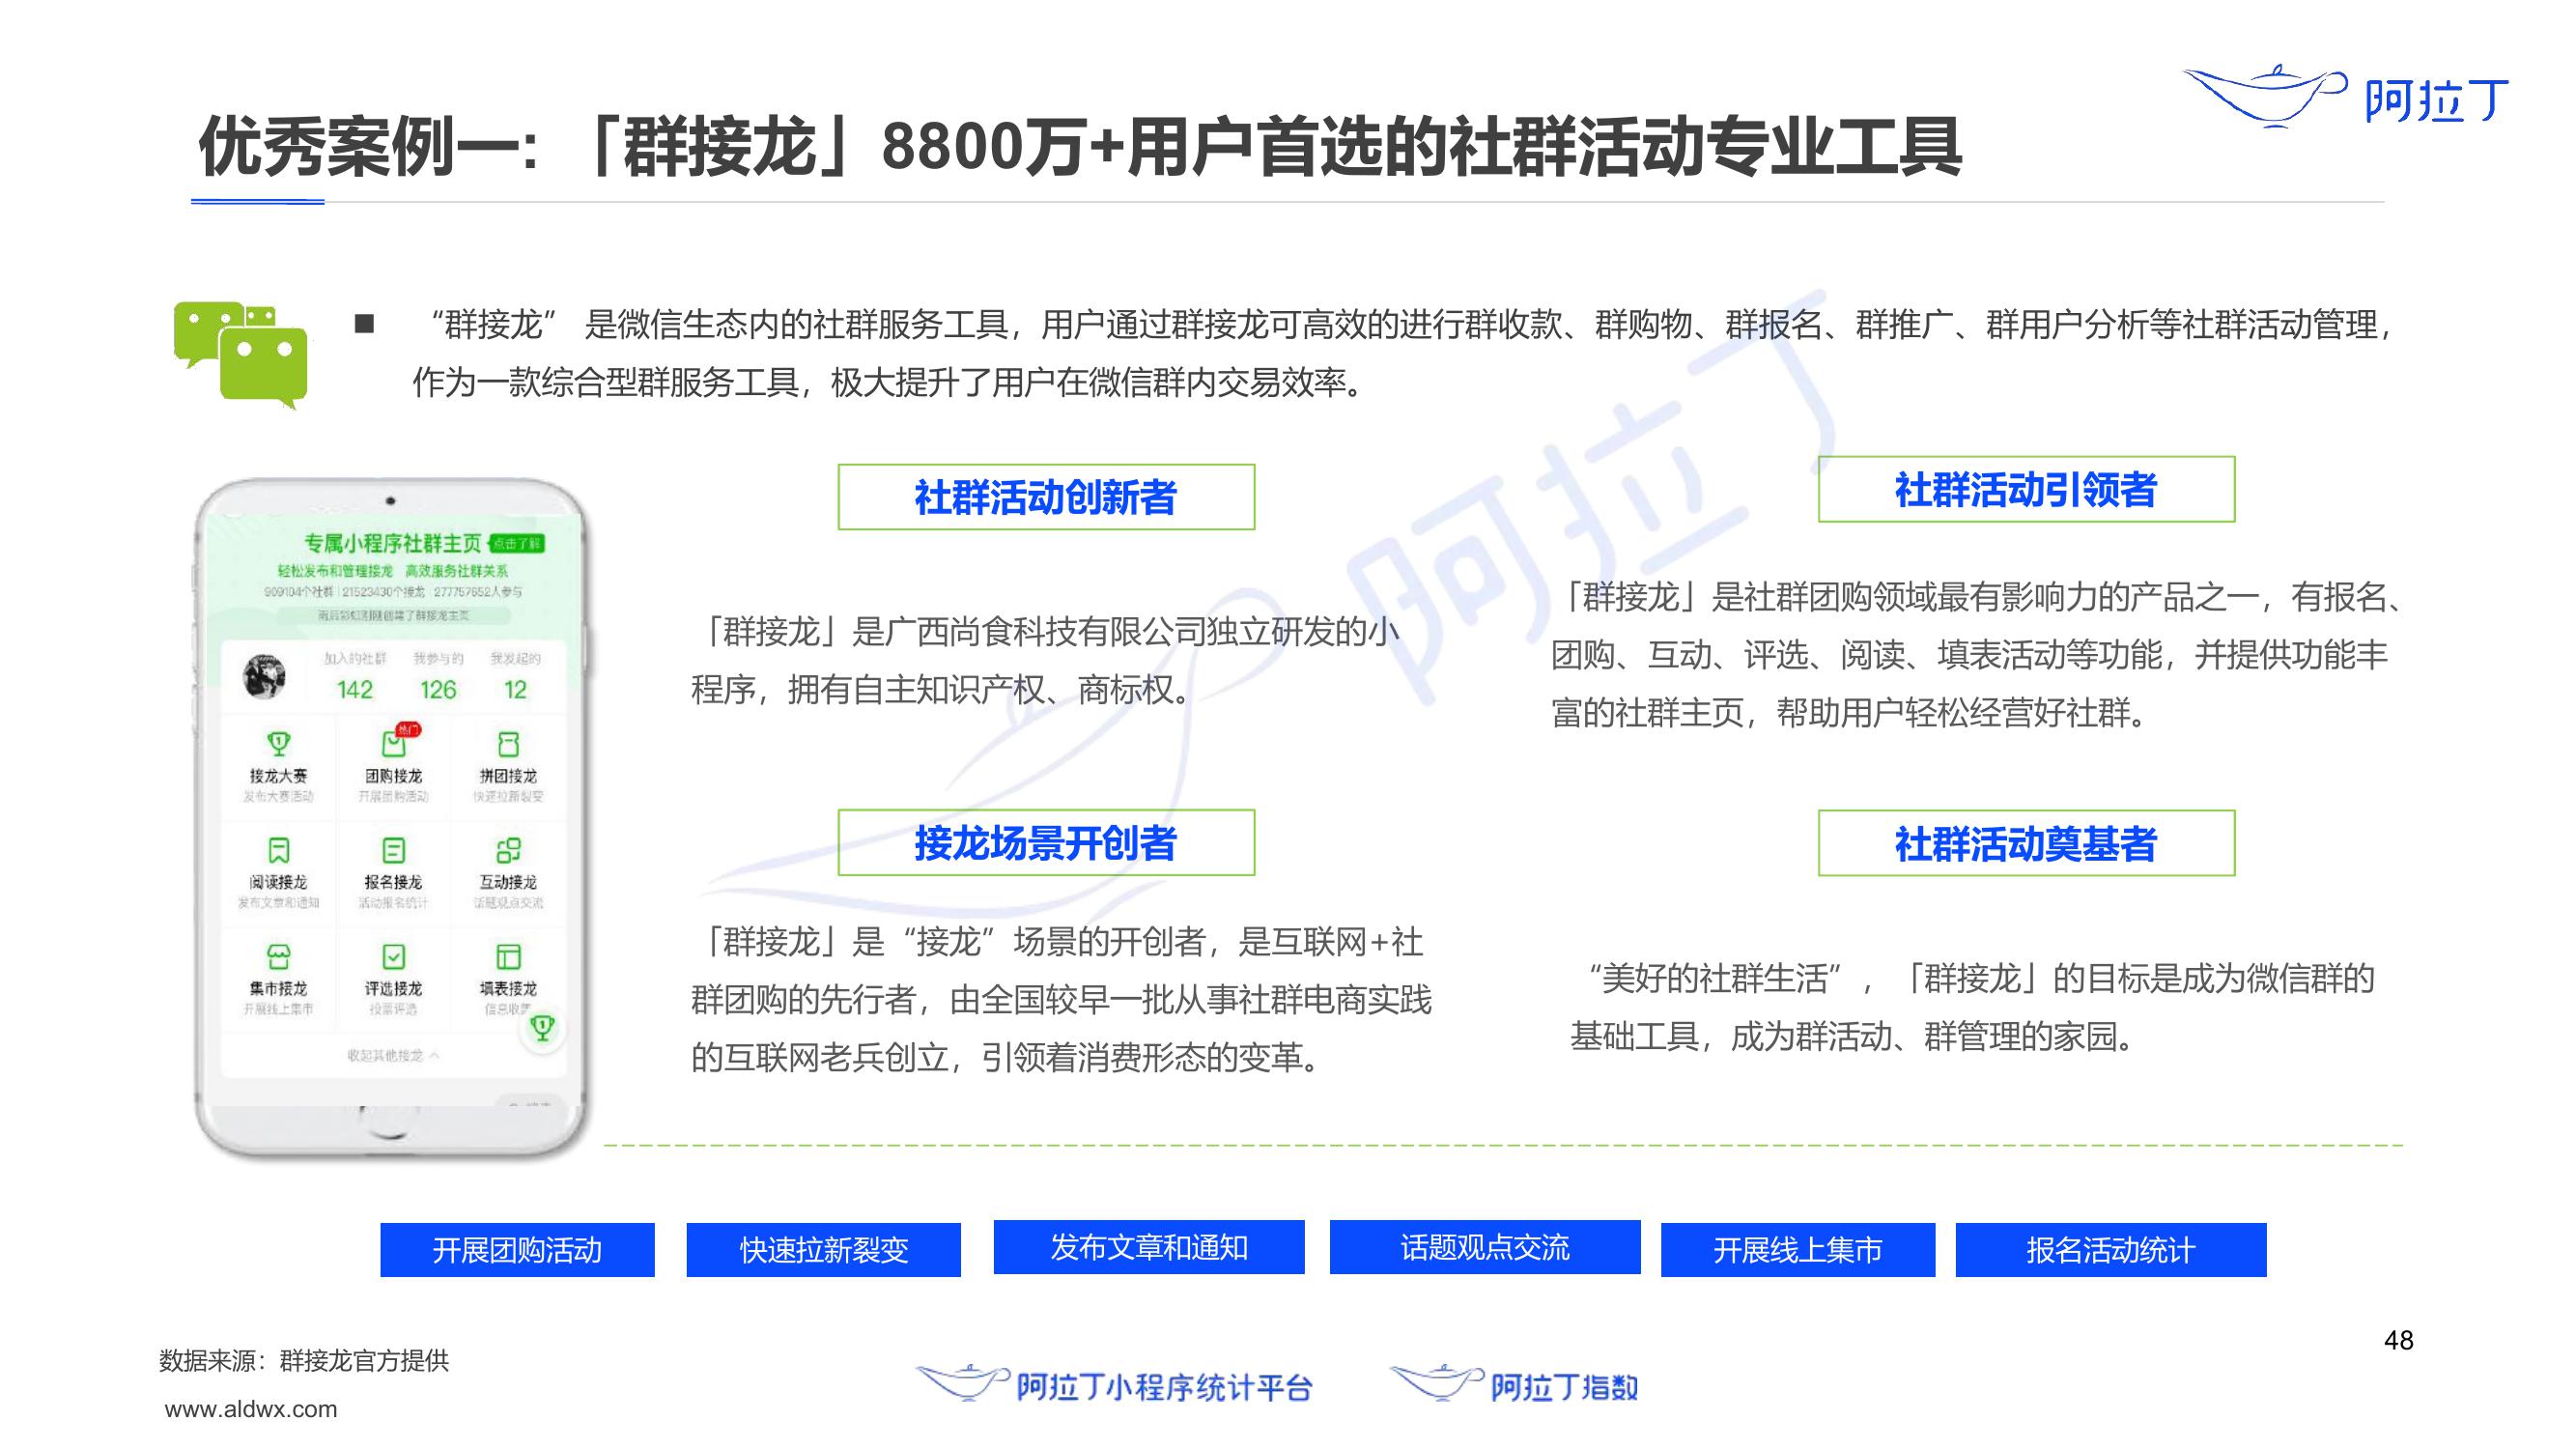 阿拉丁
优秀案例一：「群接龙」8800万+用户首选的社群活动专业工具
■ “群接龙” 是微信生态内的社群服务工具，用户通过群接龙可高效的进行群收款、群购物、群报名、群推广、群用户分析等社群活动管理，
作为一款综合型群服务工具，极大提升了用户在微信群内交易效率。
专属小程序社群主页 点击了解
轻松发布和管理接龙 高效服务社群关系
909104个社群 | 21523430个接龙 | 277757652人参与
加入的社群 我参与的 我发起的
142 126 12
热门
接龙大赛 团购接龙 拼团接龙
发布大赛活动 开展团购活动 快速拉新裂变
阅读接龙 报名接龙 互动接龙
发布文章和通知 活动报名统计 话题观点交流
集市接龙 评选接龙 填表接龙
开展线上集市 投票评选 信息收集
收起其他接龙
社群活动创新者
「群接龙」是广西尚食科技有限公司独立研发的小
程序，拥有自主知识产权、商标权。
社群活动引领者
「群接龙」是社群团购领域最有影响力的产品之一，有报名、
团购、互动、评选、阅读、填表活动等功能，并提供功能丰
富的社群主页，帮助用户轻松经营好社群。
接龙场景开创者
「群接龙」是“接龙”场景的开创者，是互联网+社
群团购的先行者，由全国较早一批从事社群电商实践
的互联网老兵创立，引领着消费形态的变革。
社群活动奠基者
“美好的社群生活”，「群接龙」的目标是成为微信群的
基础工具，成为群活动、群管理的家园。
阿拉丁
开展团购活动 快速拉新裂变 发布文章和通知 话题观点交流 开展线上集市 报名活动统计
数据来源：群接龙官方提供
www.aldwx.com
阿拉丁小程序统计平台 阿拉丁指数
48